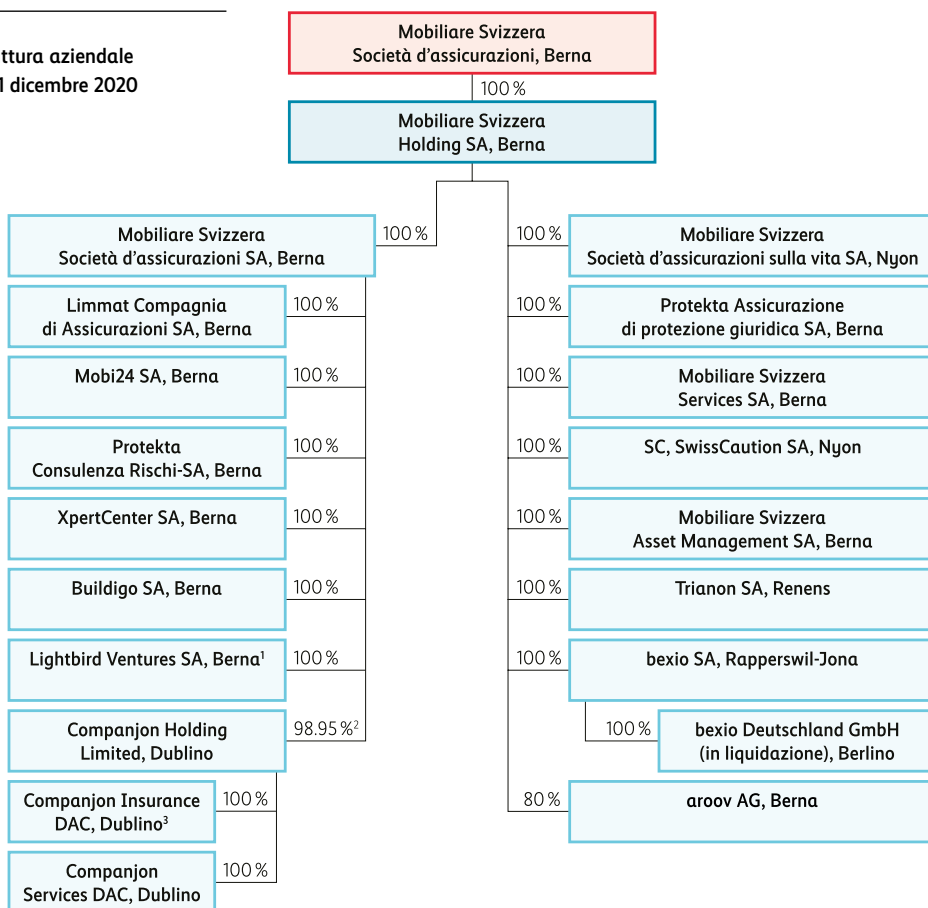 ttura aziendale
1 dicembre 2020
Mobiliare Svizzera
Società d'assicurazioni, Berna
100 %
Mobiliare Svizzera
Holding SA, Berna
Mobiliare Svizzera
Società d'assicurazioni SA, Berna
100 %
Limmat Compagnia
di Assicurazioni SA, Berna
100 %
Mobi24 SA, Berna
100 %
Protekta
Consulenza Rischi-SA, Berna
100 %
XpertCenter SA, Berna
100 %
Buildigo SA, Berna
100 %
Lightbird Ventures SA, Berna¹
100 %
Companjon Holding
Limited, Dublino
98.95 %²
Companjon Insurance
DAC, Dublino³
100 %
Companjon
Services DAC, Dublino
100 %
100 %
Mobiliare Svizzera
Società d'assicurazioni sulla vita SA, Nyon
100 %
Protekta Assicurazione
di protezione giuridica SA, Berna
100 %
Mobiliare Svizzera
Services SA, Berna
100 %
SC, SwissCaution SA, Nyon
100 %
Mobiliare Svizzera
Asset Management SA, Berna
100 %
Trianon SA, Renens
100 %
bexio SA, Rapperswil-Jona
100 %
bexio Deutschland GmbH
(in liquidazione), Berlino
80 %
aroov AG, Berna